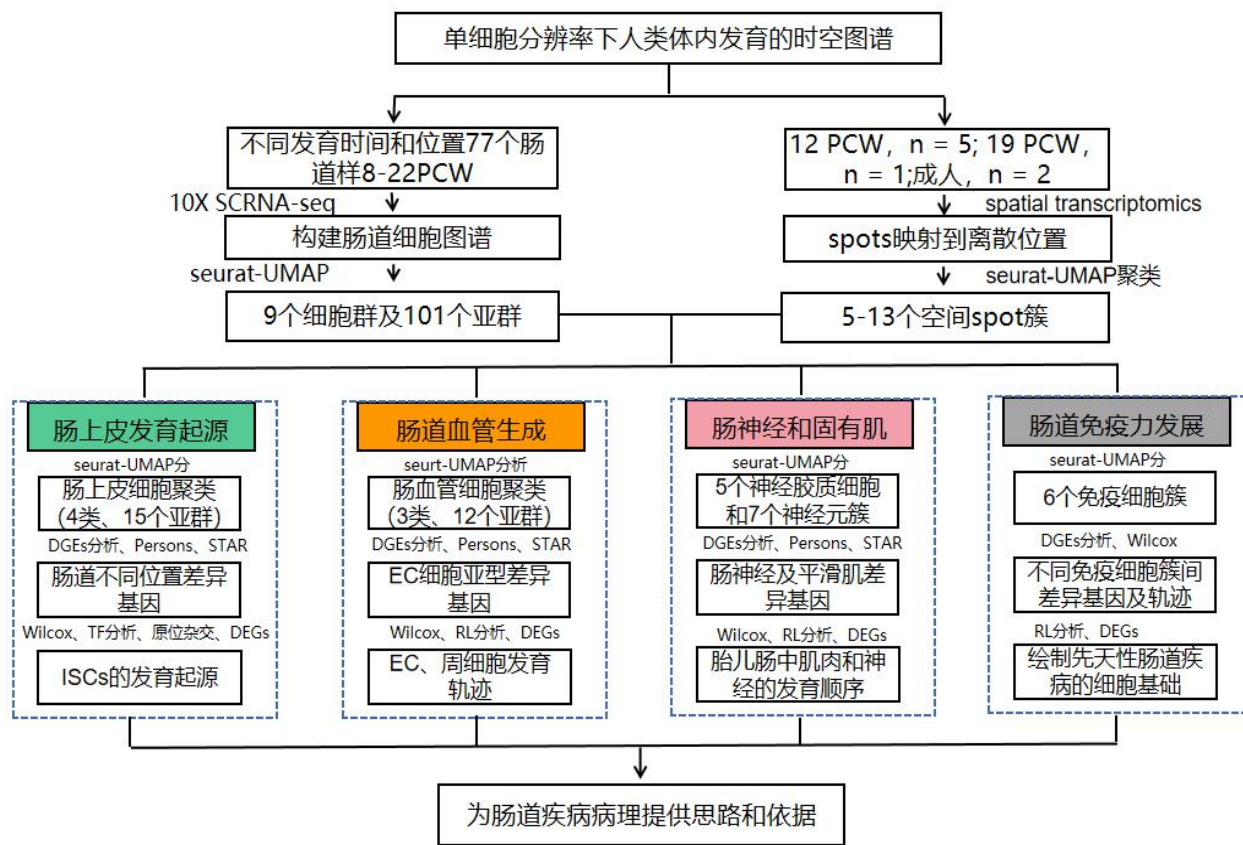 单细胞分辨率下人类体内发育的时空图谱
不同发育时间和位置77个肠
道样8-22PCW
12 PCW，n = 5; 19 PCW，
n = 1;成人，n = 2
10X SCRNA-seq
spatial transcriptomics
构建肠道细胞图谱
spots映射到离散位置
seurat-UMAP
seurat-UMAP聚类
9个细胞群及101个亚群
5-13个空间spot簇
肠上皮发育起源
seurat-UMAP分
肠上皮细胞聚类
（4类、15个亚群）
DGEs分析、Persons、STAR
肠道不同位置差异
基因
Wilcox、TF分析、原位杂交、DEGs
ISCs的发育起源
肠道血管生成
seurt-UMAP分析
肠血管细胞聚类
（3类、12个亚群）
DGEs分析、Persons、STAR
EC细胞亚型差异
基因
Wilcox、RL分析、DEGs
EC、周细胞发育
轨迹
肠神经和固有肌
seurat-UMAP分
5个神经胶质细胞
和7个神经元簇
DGEs分析、Persons、STAR
肠神经及平滑肌差
异基因
Wilcox、RL分析、DEGs
胎儿肠中肌肉和神
经的发育顺序
肠道免疫力发展
seurat-UMAP分
6个免疫细胞簇
DGEs分析、Wilcox
不同免疫细胞簇间
差异基因及轨迹
RL分析、DEGs
绘制先天性肠道疾
病的细胞基础
为肠道疾病病理提供思路和依据